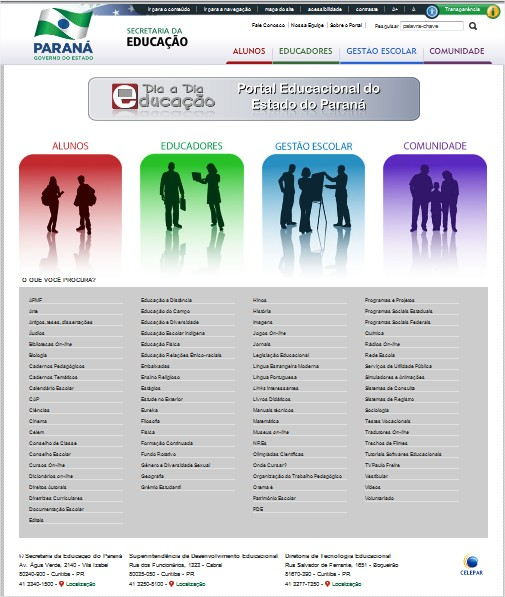 ir para o conteúdo ir para a navegação mapa do site acessibilidade contraste A+ A- Transparência
PARANÁ
GOVERNO DO ESTADO
SECRETARIA DA
EDUCAÇÃO
Fale Conosco Nossa Equipe Sobre o Portal Pesquisar palavra-chave
ALUNOS EDUCADORES GESTÃO ESCOLAR COMUNIDADE
Dia a Dia
educação
Portal Educacional do
Estado do Paraná
ALUNOS EDUCADORES GESTÃO ESCOLAR COMUNIDADE
O QUE VOCÊ PROCURA?
APMF
Arte
Artigos, teses, dissertações
Áudios
Bibliotecas On-line
Biologia
Cadernos Pedagógicos
Cadernos Temáticos
Calendário Escolar
Ciências
Cinema
Celem
Conselho de Classe
Conselho Escolar
Cursos On-line
Dicionários on-line
Direitos Autorais
Diretrizes Curriculares
Documentação Escolar
Editais
Educação a Distância
Educação do Campo
Educação e Diversidade
Educação Escolar Indígena
Educação Física
Educação Relações Étnico-raciais
Embaixadas
Ensino Religioso
Estágios
Estude no Exterior
Eureka
Filosofia
Física
Formação Continuada
Fundo Rotativo
Gênero e Diversidade Sexual
Geografia
Grêmio Estudantil
Hinos
História
Imagens
Jogos On-line
Jornais
Legislação Educacional
Língua Estrangeira Moderna
Língua Portuguesa
Links Interessantes
Livros Didáticos
Manuais técnicos
Matemática
Museus on-line
NREs
Olimpíadas Científicas
Onde Cursar?
Organização do Trabalho Pedagógico
Patrimônio Escolar
PDE
Programas e Projetos
Programas Sociais Estaduais
Programas Sociais Federais
Química
Rádios On-line
Rede Escola
Serviços de Utilidade Pública
Simuladores e Animações
Sistemas de Consulta
Sistemas de Registro
Sociologia
Testes Vocacionais
Tradutores On-line
Trechos de Filmes
Tutoriais Softwares Educacionais
TV Paulo Freire
Vestibular
Vídeos
Voluntariado
© Secretaria da Educação do Paraná
Av. Água Verde, 2140 - Vila Izabel
80240-900 - Curitiba - PR
41 3340-1500 - Localização
Superintendência de Desenvolvimento Educacional
Rua dos Funcionários, 1323 - Cabral
80035-050 - Curitiba - PR
41 3250-8100 - Localização
Diretoria de Tecnologia Educacional
Rua Salvador de Ferrante, 1651 - Boqueirão
81670-390 - Curitiba - PR
41 3277-7350 - Localização
CELEPAR